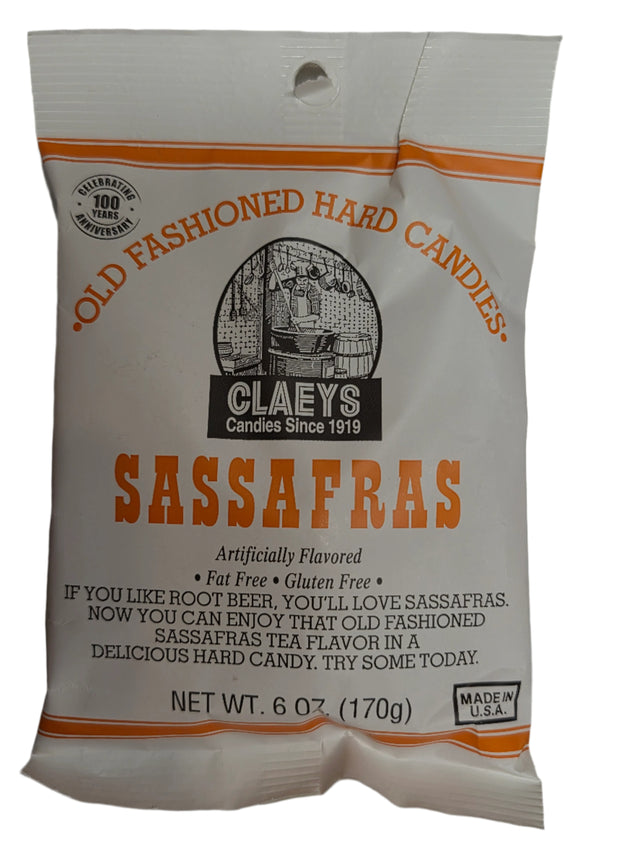 CELEBRATING
100
YEARS
ANNIVERSARY
•OLD FASHIONED HARD CANDIES•
CLAEYS
Candies Since 1919
SASSAFRAS
Artificially Flavored
• Fat Free • Gluten Free •
IF YOU LIKE ROOT BEER, YOU'LL LOVE SASSAFRAS.
NOW YOU CAN ENJOY THAT OLD FASHIONED
SASSAFRAS TEA FLAVOR IN A
DELICIOUS HARD CANDY. TRY SOME TODAY.
NET WT. 6 OZ. (170g)
MADE IN
U.S.A.